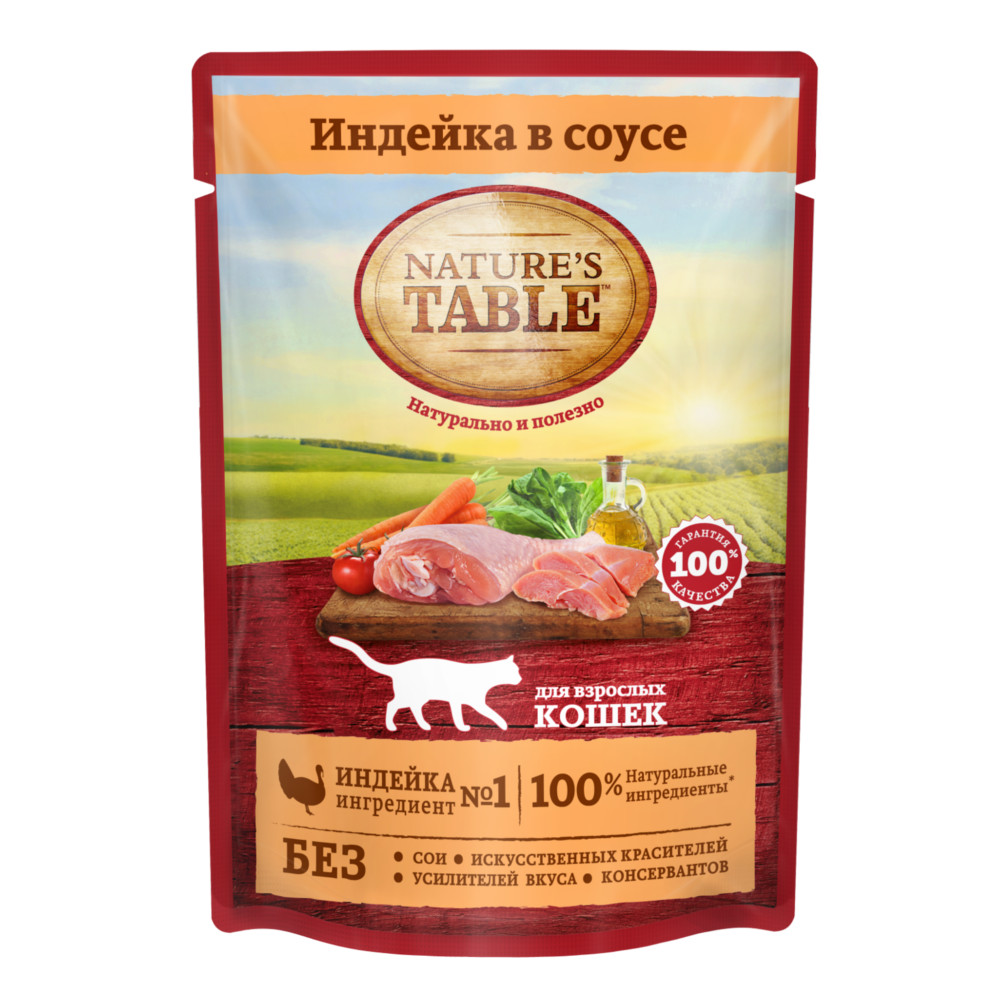 Индейка в соусе
NATURE'S
TABLE™
Натурально и полезно
ГАРАНТИЯ
100%
КАЧЕСТВА
для взрослых
КОШЕК
ИНДЕЙКА
ингредиент №1
100% Натуральные
ингредиенты*
БЕЗ
• СОИ • ИСКУССТВЕННЫХ КРАСИТЕЛЕЙ
• УСИЛИТЕЛЕЙ ВКУСА • КОНСЕРВАНТОВ